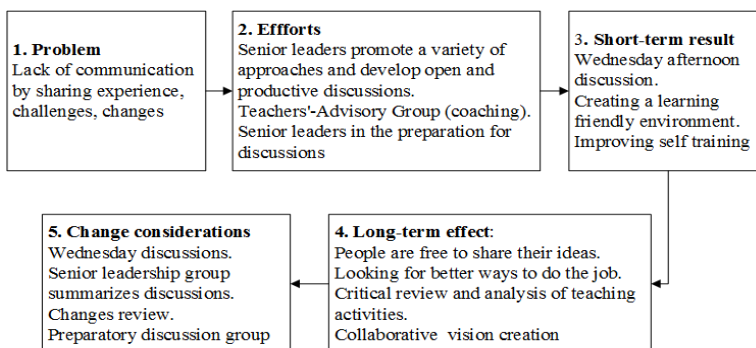 1. Problem
Lack of communication
by sharing experience,
challenges, changes
2. Effforts
Senior leaders promote a variety of
approaches and develop open and
productive discussions.
Teachers'-Advisory Group (coaching).
Senior leaders in the preparation for
discussions
3. Short-term result
Wednesday afternoon
discussion.
Creating a learning
friendly environment.
Improving self training
5. Change considerations
Wednesday discussions.
Senior leadership group
summarizes discussions.
Changes review.
Preparatory discussion group
4. Long-term effect:
People are free to share their ideas.
Looking for better ways to do the job.
Critical review and analysis of teaching
activities.
Collaborative vision creation